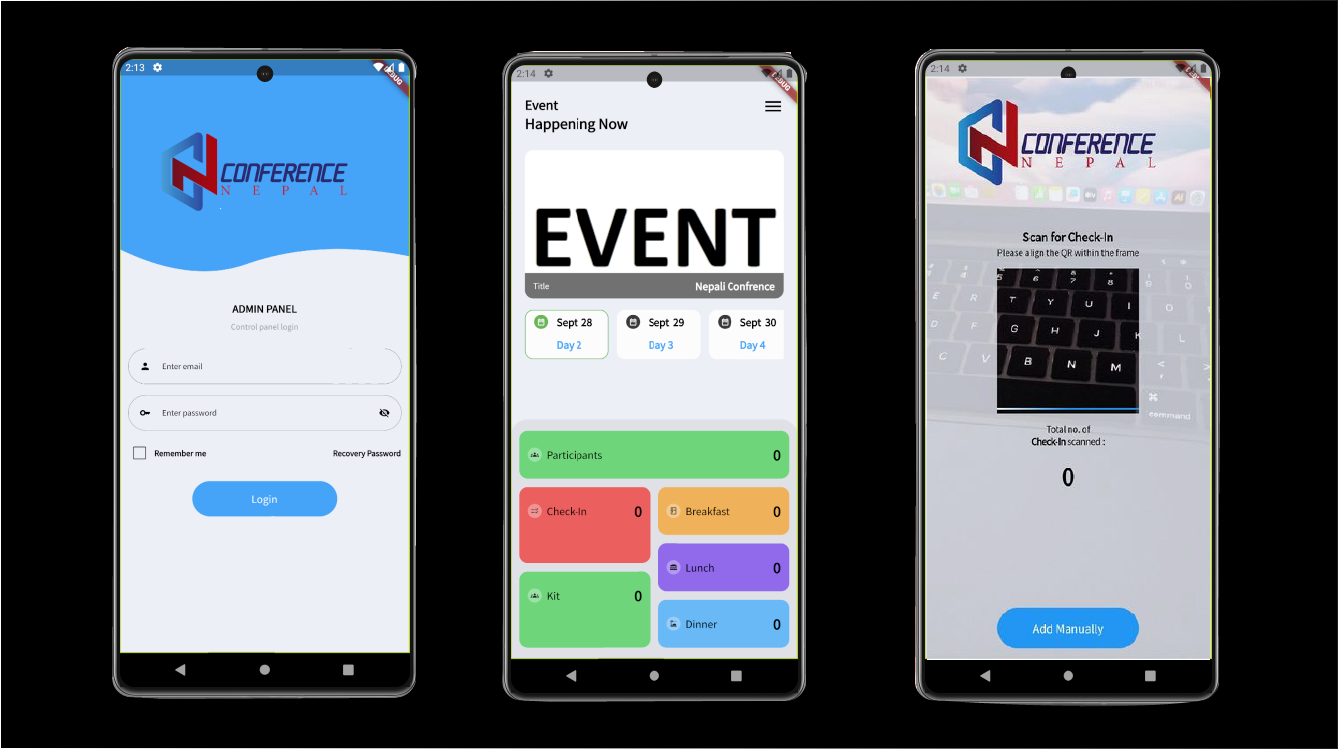 2:13
DEBUG
CONFERENCE
NEPAL
ADMIN PANEL
Control panel login
Enter email
Enter password
Remember me
Recovery Password
Login
2:14
DEBUG
Event
Happening Now
EVENT
Title
Nepali Confrence
Sept 28
Day 2
Sept 29
Day 3
Sept 30
Day 4
Participants
0
Check-In
0
Breakfast
0
Lunch
0
Kit
0
Dinner
0
2:14
CONFERENCE
NEPAL
Scan for Check-In
Please align the QR within the frame
T Y U I
G H J K
B N M
E R
O
D F
L
C V
command
Total no. of
Check-In scanned :
0
Add Manually